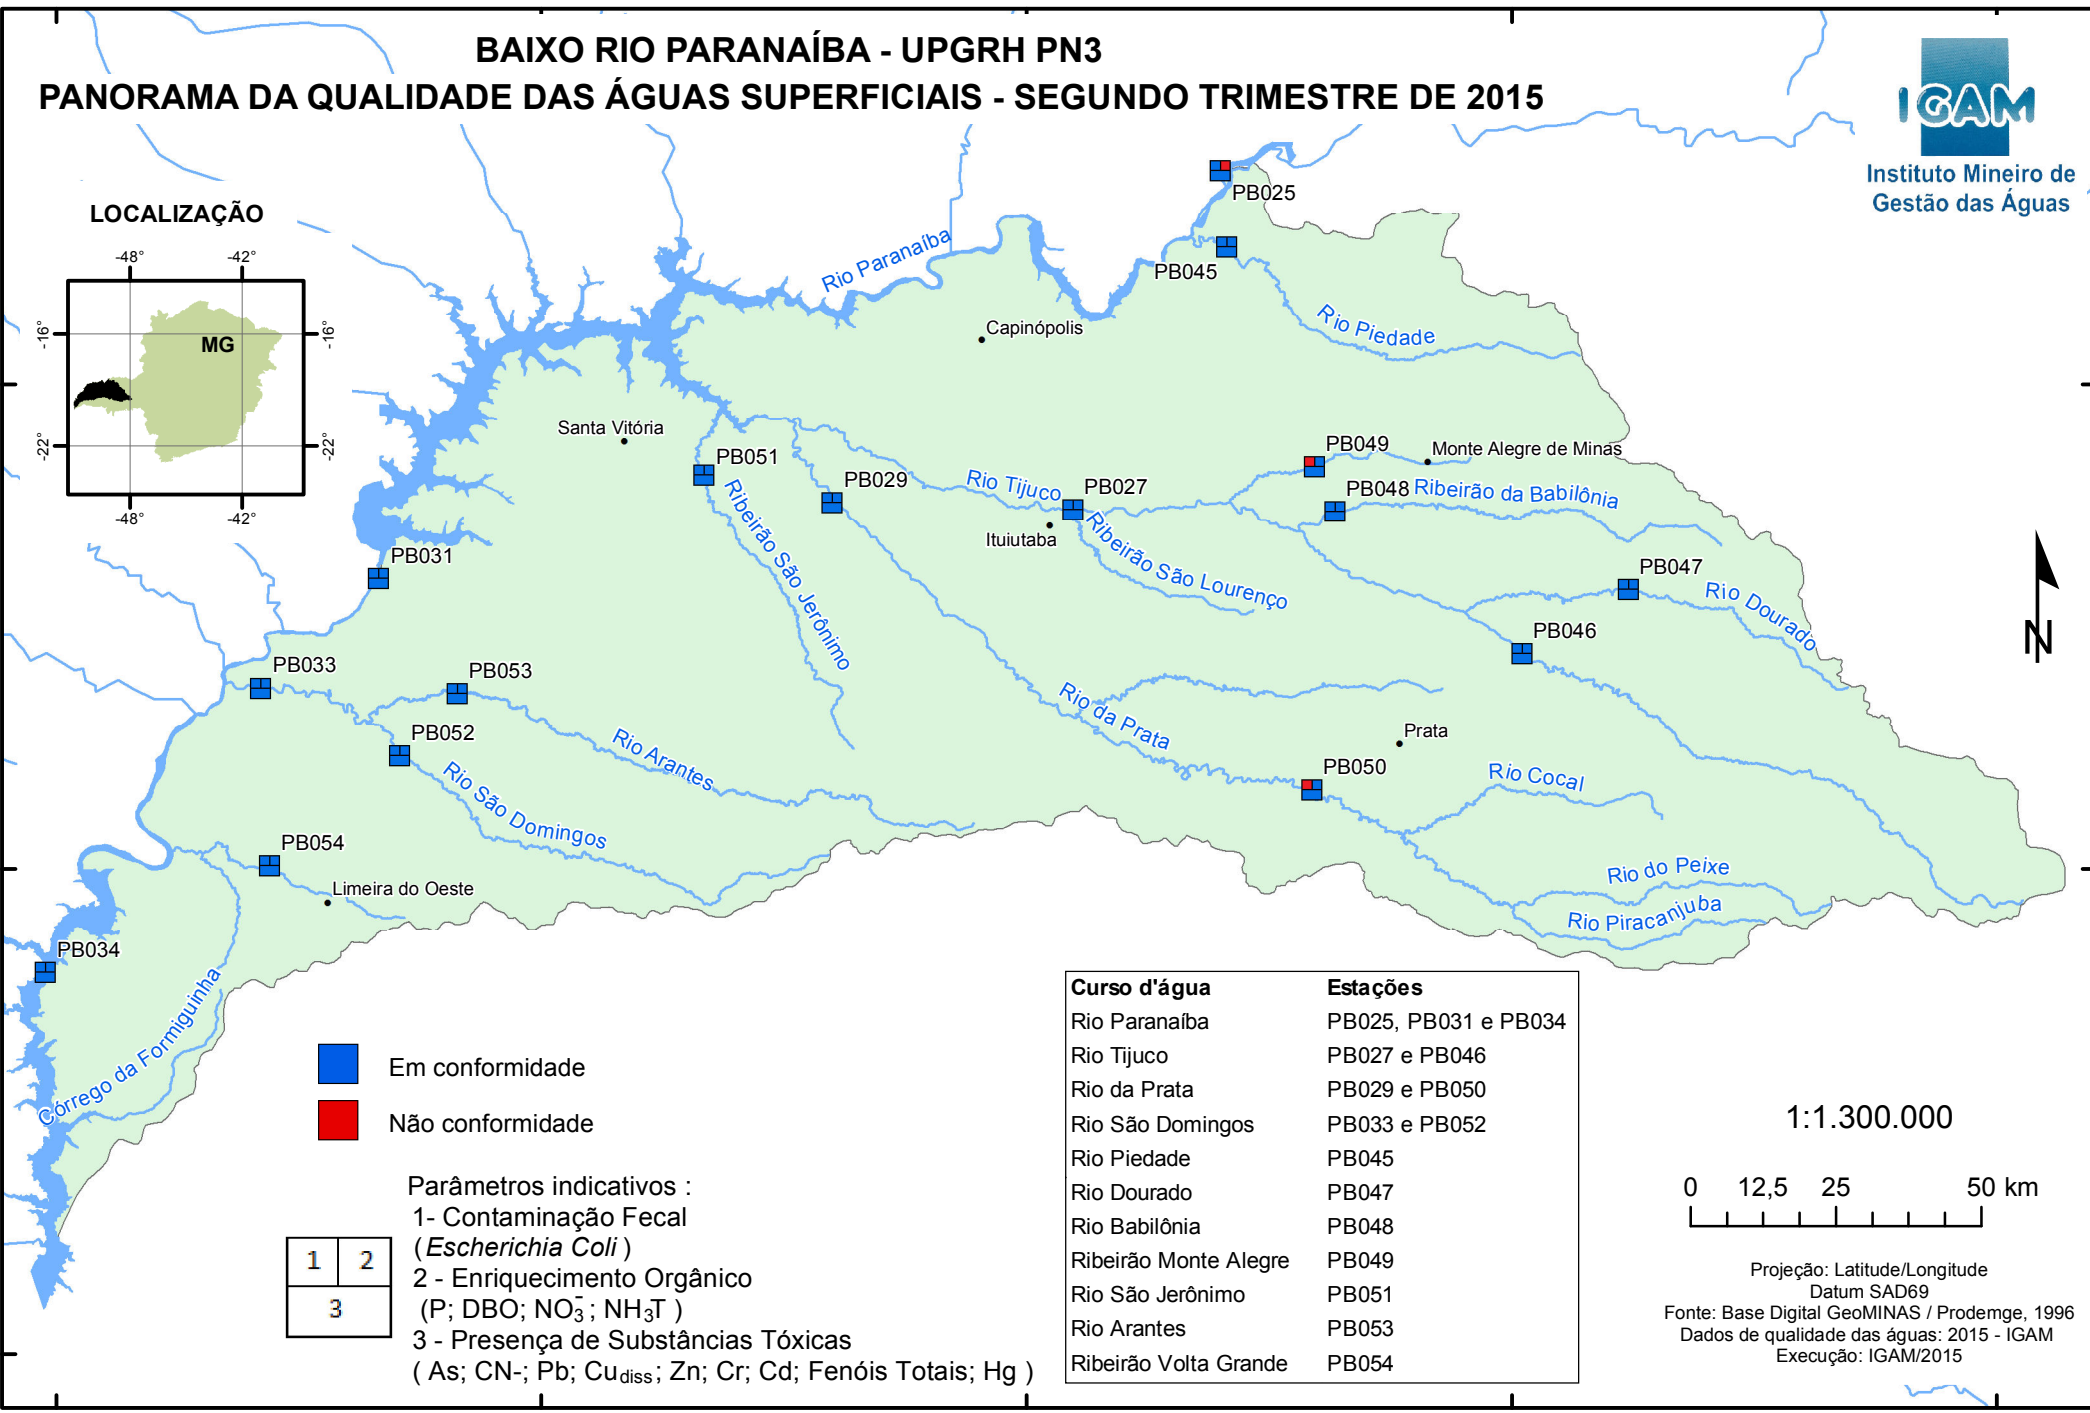 BAIXO RIO PARANAÍBA - UPGRH PN3
PANORAMA DA QUALIDADE DAS ÁGUAS SUPERFICIAIS - SEGUNDO TRIMESTRE DE 2015
IGAM
Instituto Mineiro de
Gestão das Águas
LOCALIZAÇÃO
-48°
-42°
-16°
-16°
MG
-22°
-22°
-48°
-42°
PB025
Rio Paranaíba
PB045
Rio Piedade
Capinópolis
Santa Vitória
PB051
PB029
Rio Tijuco
PB027
PB049
Monte Alegre de Minas
PB048
Ribeirão da Babilônia
Ituiutaba
Ribeirão São Jerônimo
Ribeirão São Lourenço
PB031
PB047
Rio Dourado
PB046
PB033
PB053
Rio da Prata
PB052
Rio Arantes
Prata
PB050
Rio Cocal
Rio São Domingos
PB054
Limeira do Oeste
Rio do Peixe
Rio Piracanjuba
PB034
Córrego da Formiguinha
N
Em conformidade
Não conformidade
Parâmetros indicativos :
1- Contaminação Fecal
(Escherichia Coli )
2 - Enriquecimento Orgânico
(P; DBO; NO₃⁻; NH₃T )
3 - Presença de Substâncias Tóxicas
( As; CN-; Pb; Cudiss; Zn; Cr; Cd; Fenóis Totais; Hg )
1 2
3
Curso d'água Estações
Rio Paranaíba PB025, PB031 e PB034
Rio Tijuco PB027 e PB046
Rio da Prata PB029 e PB050
Rio São Domingos PB033 e PB052
Rio Piedade PB045
Rio Dourado PB047
Rio Babilônia PB048
Ribeirão Monte Alegre PB049
Rio São Jerônimo PB051
Rio Arantes PB053
Ribeirão Volta Grande PB054
1:1.300.000
0 12,5 25 50 km
Projeção: Latitude/Longitude
Datum SAD69
Fonte: Base Digital GeoMINAS / Prodemge, 1996
Dados de qualidade das águas: 2015 - IGAM
Execução: IGAM/2015